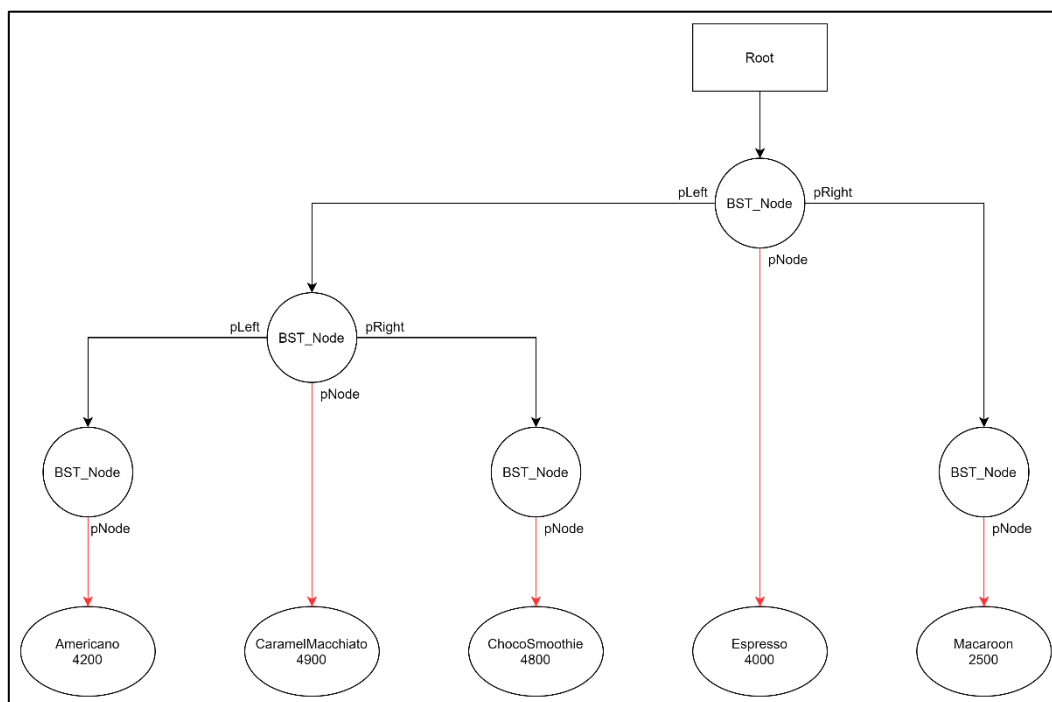 Root
pLeft
pRight
BST_Node
pNode
pLeft
pRight
BST_Node
pNode
BST_Node
BST_Node
BST_Node
pNode
pNode
pNode
Americano
4200
CaramelMacchiato
4900
ChocoSmoothie
4800
Espresso
4000
Macaroon
2500